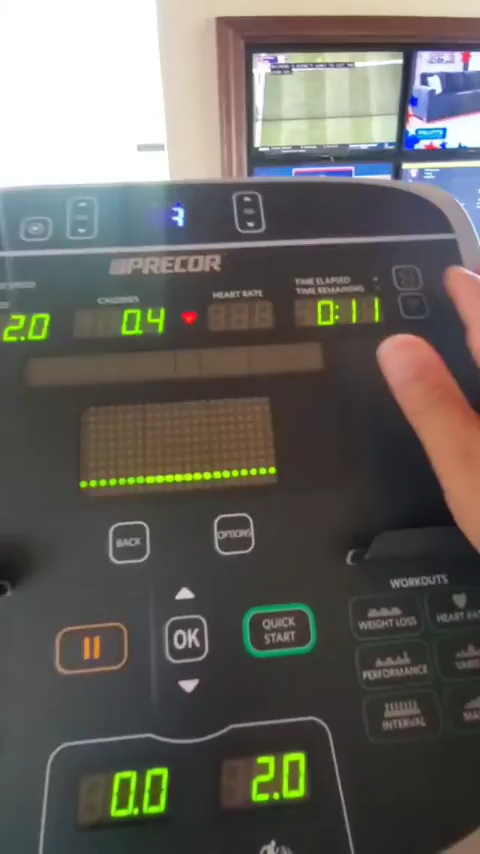 3
PRECOR
CALORIES
HEART RATE
TIME ELAPSED
TIME REMAINING
2.0
0.4
0:11
BACK
OPTIONS
WORKOUTS
WEIGHT LOSS
OK
QUICK
START
PERFORMANCE
INTERVAL
0.0
2.0